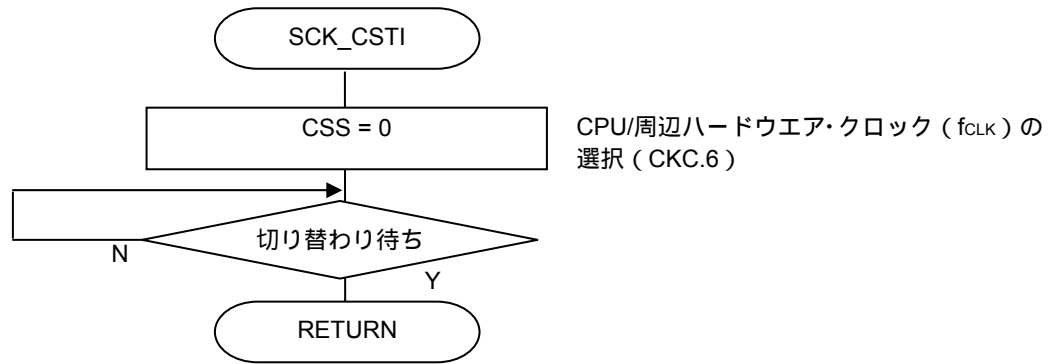 SCK_CSTI
CSS = 0
CPU/周辺ハードウエア・クロック（fCLK）の
選択（CKC.6）
切り替わり待ち
N
Y
RETURN